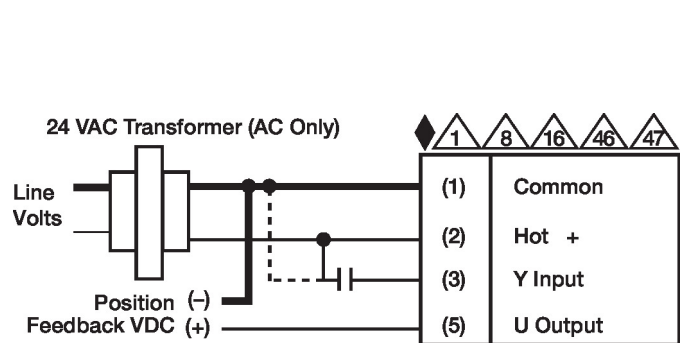 24 VAC Transformer (AC Only)
1 8 16 46 47
Line
Volts
(1) Common
(2) Hot +
(3) Y Input
Position (–)
Feedback VDC (+)
(5) U Output